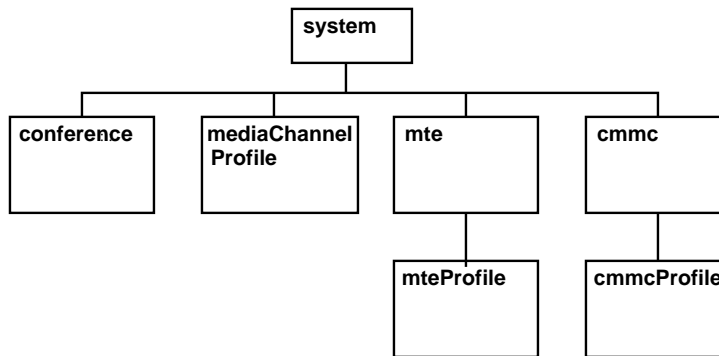 system
conference
mediaChannel
Profile
mte
cmmc
mteProfile
cmmcProfile